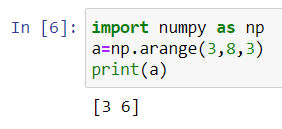 In [6]: import numpy as np
a=np.arange(3,8,3)
print(a)
[3 6]